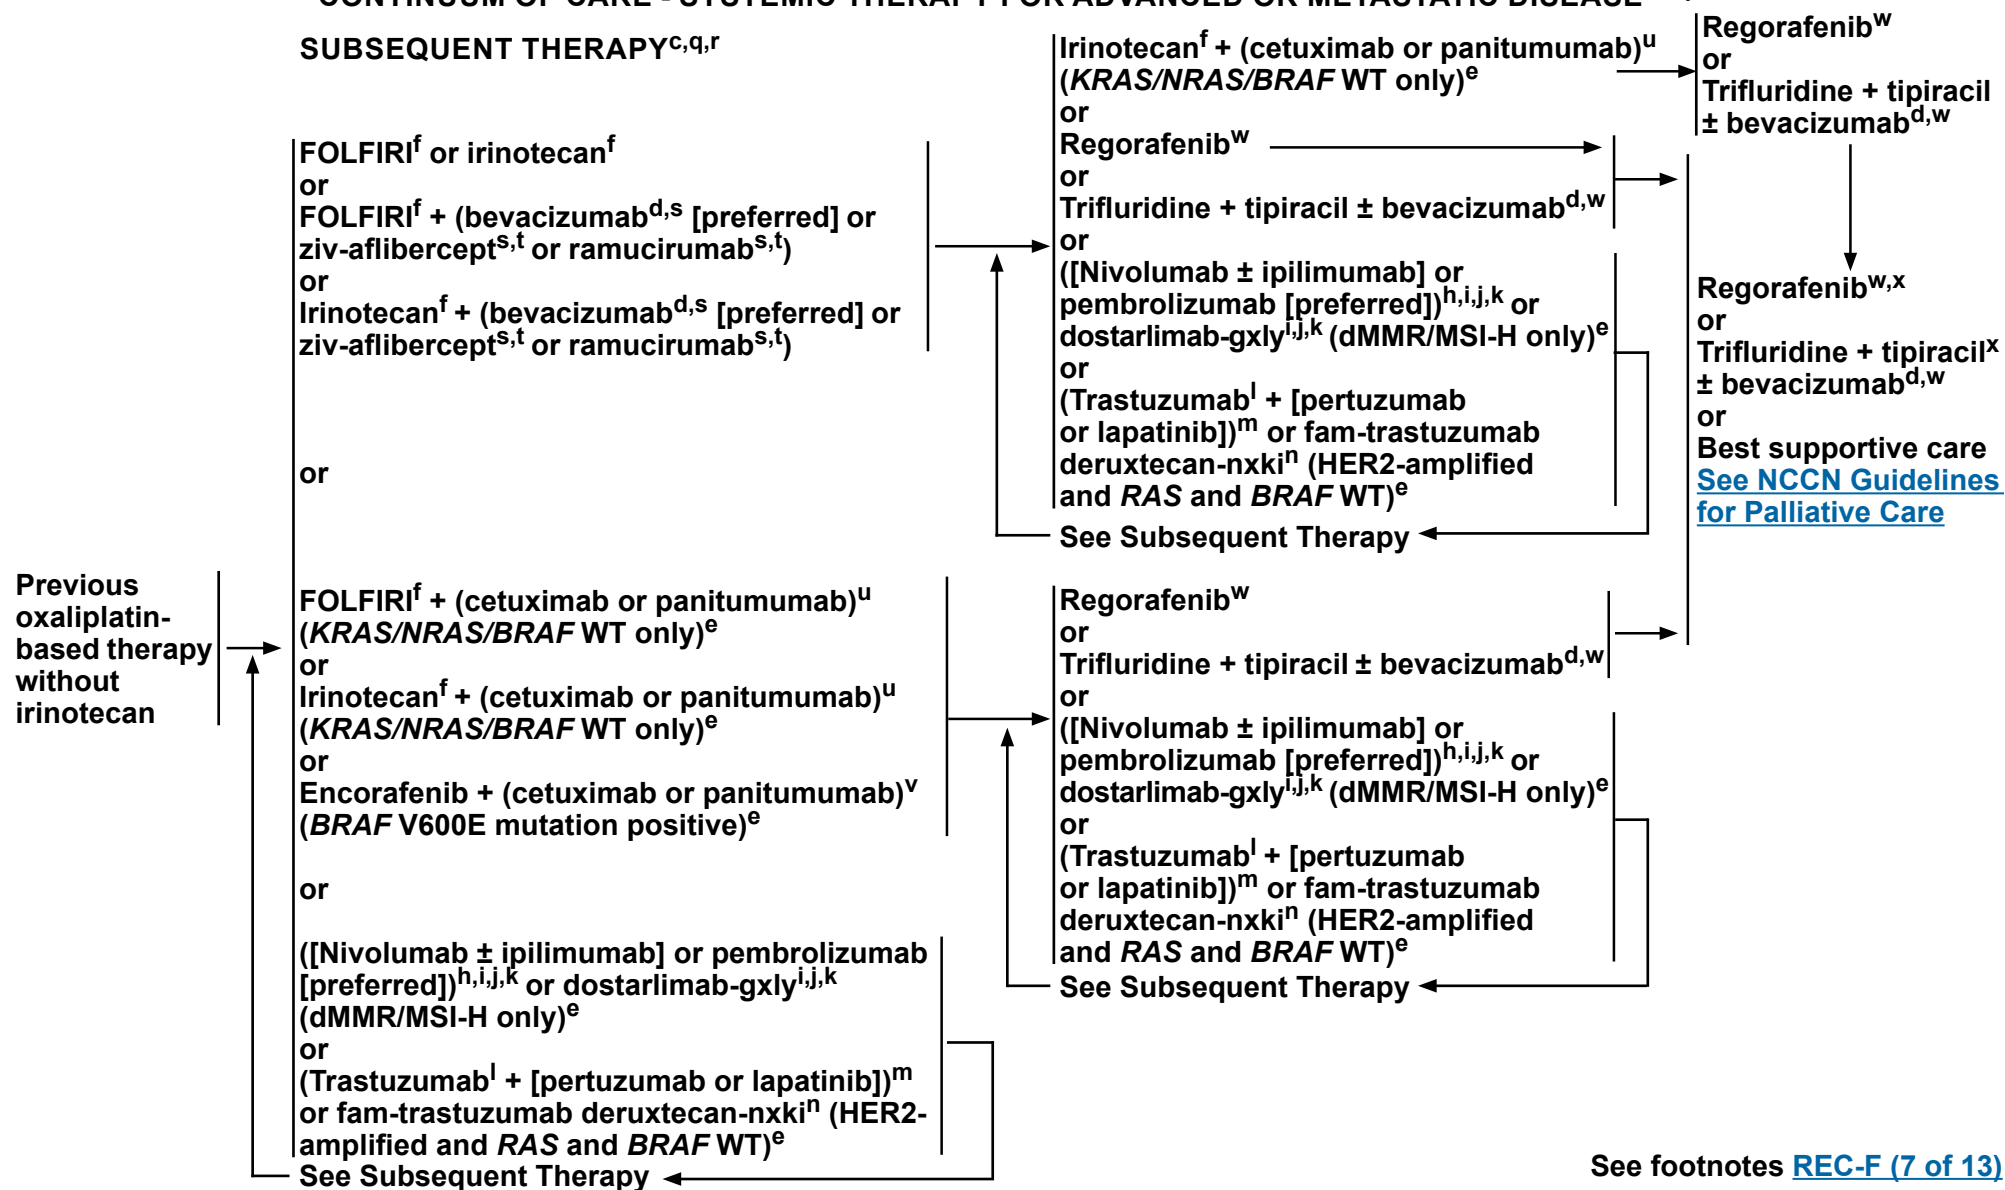 CONTINUUM OF CARE - SYSTEMIC THERAPY FOR ADVANCED OR METASTATIC DISEASE
SUBSEQUENT THERAPYc,q,r
Previous
oxaliplatin-
based therapy
without
irinotecan
FOLFIRIf or irinotecanf
or
FOLFIRIf + (bevacizumabd,s [preferred] or
ziv-aflibercepts,t or ramucirumabs,t)
or
Irinotecanf + (bevacizumabd,s [preferred] or
ziv-aflibercepts,t or ramucirumabs,t)
or
FOLFIRIf + (cetuximab or panitumumab)u
(KRAS/NRAS/BRAF WT only)e
or
Irinotecanf + (cetuximab or panitumumab)u
(KRAS/NRAS/BRAF WT only)e
or
Encorafenib + (cetuximab or panitumumab)v
(BRAF V600E mutation positive)e
or
([Nivolumab ± ipilimumab] or pembrolizumab
[preferred])h,i,j,k or dostarlimab-gxlyi,j,k
(dMMR/MSI-H only)e
or
(Trastuzumabl + [pertuzumab or lapatinib])m
or fam-trastuzumab deruxtecan-nxkin (HER2-
amplified and RAS and BRAF WT)e
See Subsequent Therapy
Irinotecanf + (cetuximab or panitumumab)u
(KRAS/NRAS/BRAF WT only)e
or
Regorafenibw
or
Trifluridine + tipiracil ± bevacizumabd,w
or
([Nivolumab ± ipilimumab] or
pembrolizumab [preferred])h,i,j,k or
dostarlimab-gxlyi,j,k (dMMR/MSI-H only)e
or
(Trastuzumabl + [pertuzumab
or lapatinib])m or fam-trastuzumab
deruxtecan-nxkin (HER2-amplified
and RAS and BRAF WT)e
See Subsequent Therapy
Regorafenibw
or
Trifluridine + tipiracil ± bevacizumabd,w
or
([Nivolumab ± ipilimumab] or
pembrolizumab [preferred])h,i,j,k or
dostarlimab-gxlyi,j,k (dMMR/MSI-H only)e
or
(Trastuzumabl + [pertuzumab
or lapatinib])m or fam-trastuzumab
deruxtecan-nxkin (HER2-amplified
and RAS and BRAF WT)e
See Subsequent Therapy
Regorafenibw
or
Trifluridine + tipiracil
± bevacizumabd,w
Regorafenibw,x
or
Trifluridine + tipiracilx
± bevacizumabd,w
or
Best supportive care
See NCCN Guidelines
for Palliative Care
See footnotes REC-F (7 of 13)